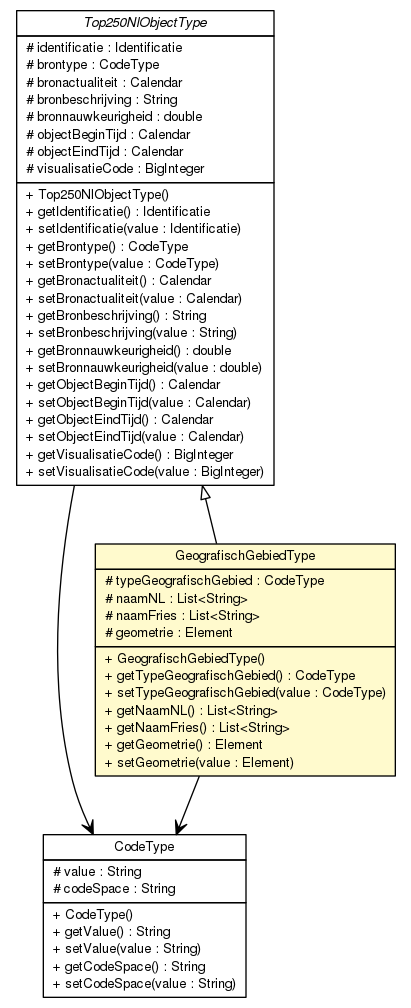 Top250NlObjectType
# identificatie : Identificatie
# brontype : CodeType
# bronactualiteit : Calendar
# bronbeschrijving : String
# bronnauwkeurigheid : double
# objectBeginTijd : Calendar
# objectEindTijd : Calendar
# visualisatieCode : BigInteger
+ Top250NlObjectType()
+ getIdentificatie() : Identificatie
+ setIdentificatie(value : Identificatie)
+ getBrontype() : CodeType
+ setBrontype(value : CodeType)
+ getBronactualiteit() : Calendar
+ setBronactualiteit(value : Calendar)
+ getBronbeschrijving() : String
+ setBronbeschrijving(value : String)
+ getBronnauwkeurigheid() : double
+ setBronnauwkeurigheid(value : double)
+ getObjectBeginTijd() : Calendar
+ setObjectBeginTijd(value : Calendar)
+ getObjectEindTijd() : Calendar
+ setObjectEindTijd(value : Calendar)
+ getVisualisatieCode() : BigInteger
+ setVisualisatieCode(value : BigInteger)
GeografischGebiedType
# typeGeografischGebied : CodeType
# naamNL : List<String>
# naamFries : List<String>
# geometrie : Element
+ GeografischGebiedType()
+ getTypeGeografischGebied() : CodeType
+ setTypeGeografischGebied(value : CodeType)
+ getNaamNL() : List<String>
+ getNaamFries() : List<String>
+ getGeometrie() : Element
+ setGeometrie(value : Element)
CodeType
# value : String
# codeSpace : String
+ CodeType()
+ getValue() : String
+ setValue(value : String)
+ getCodeSpace() : String
+ setCodeSpace(value : String)